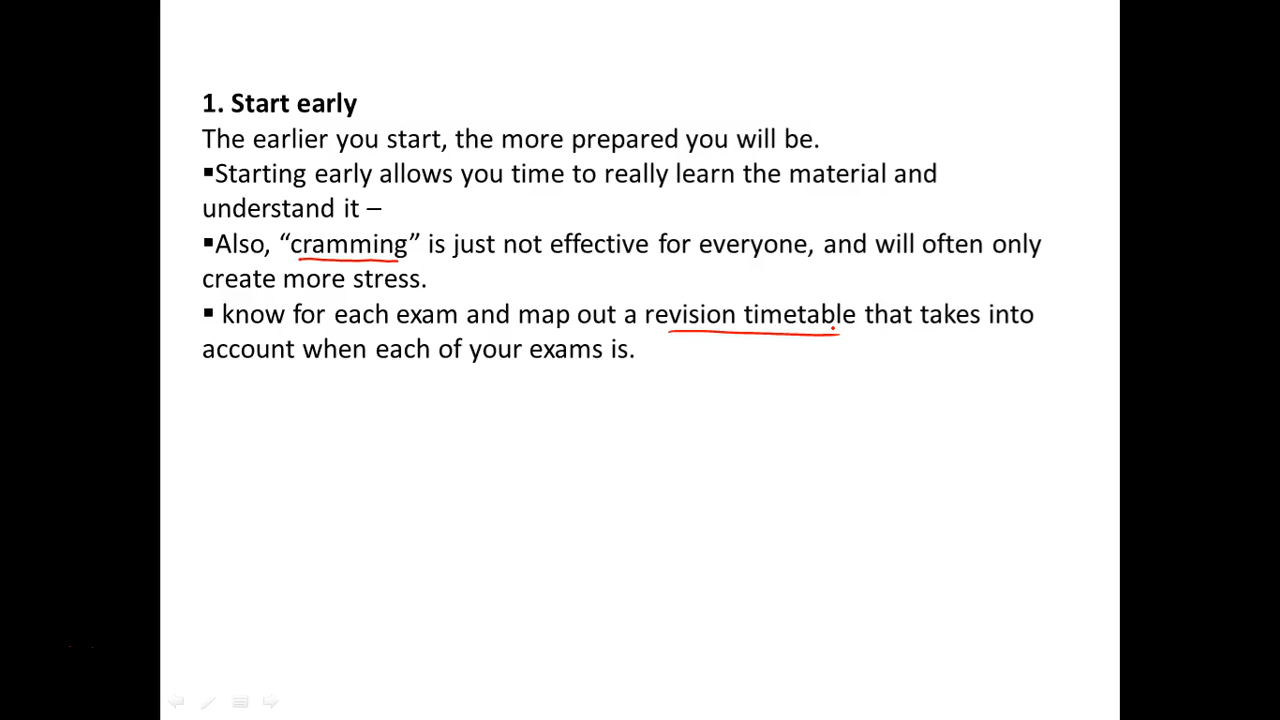 1. Start early
The earlier you start, the more prepared you will be.
▪Starting early allows you time to really learn the material and
understand it –
▪Also, “cramming” is just not effective for everyone, and will often only
create more stress.
▪ know for each exam and map out a revision timetable that takes into
account when each of your exams is.